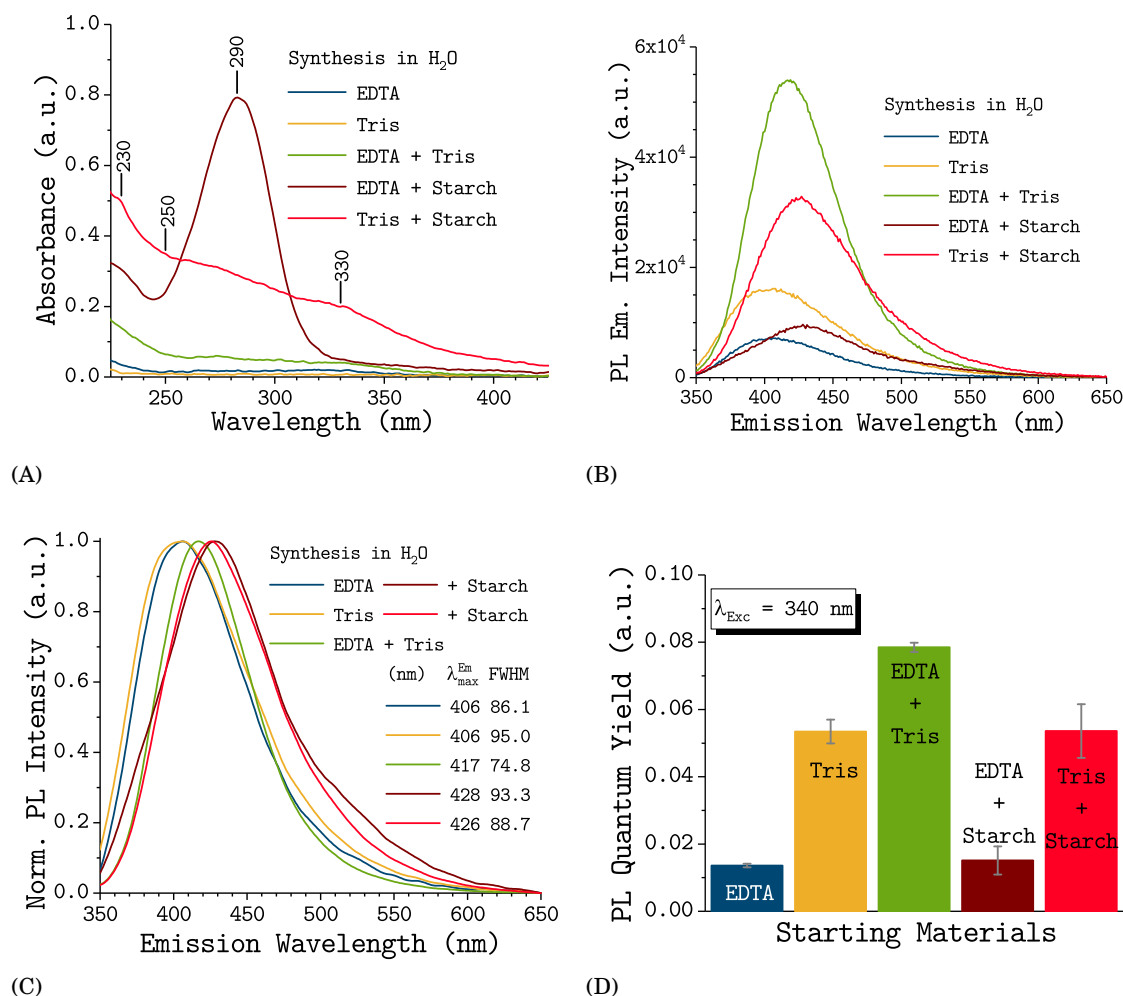 Absorbance (a.u.)
1.0
0.8
0.6
0.4
0.2
0.0
250
300
350
400
Wavelength (nm)
230
250
290
330
Synthesis in H₂O
EDTA
Tris
EDTA + Tris
EDTA + Starch
Tris + Starch
(A)
PL Em. Intensity (a.u.)
6x10⁴
4x10⁴
2x10⁴
0
350 400 450 500 550 600 650
Emission Wavelength (nm)
Synthesis in H₂O
EDTA
Tris
EDTA + Tris
EDTA + Starch
Tris + Starch
(B)
Norm. PL Intensity (a.u.)
1.0
0.8
0.6
0.4
0.2
0.0
350 400 450 500 550 600 650
Emission Wavelength (nm)
Synthesis in H₂O
EDTA + Starch
Tris + Starch
EDTA + Tris
(nm) λ Em max FWHM
406 86.1
406 95.0
417 74.8
428 93.3
426 88.7
(C)
PL Quantum Yield (a.u.)
0.10
0.08
0.06
0.04
0.02
0.00
λExc = 340 nm
EDTA
Tris
EDTA
+
Tris
EDTA
+
Starch
Tris
+
Starch
Starting Materials
(D)